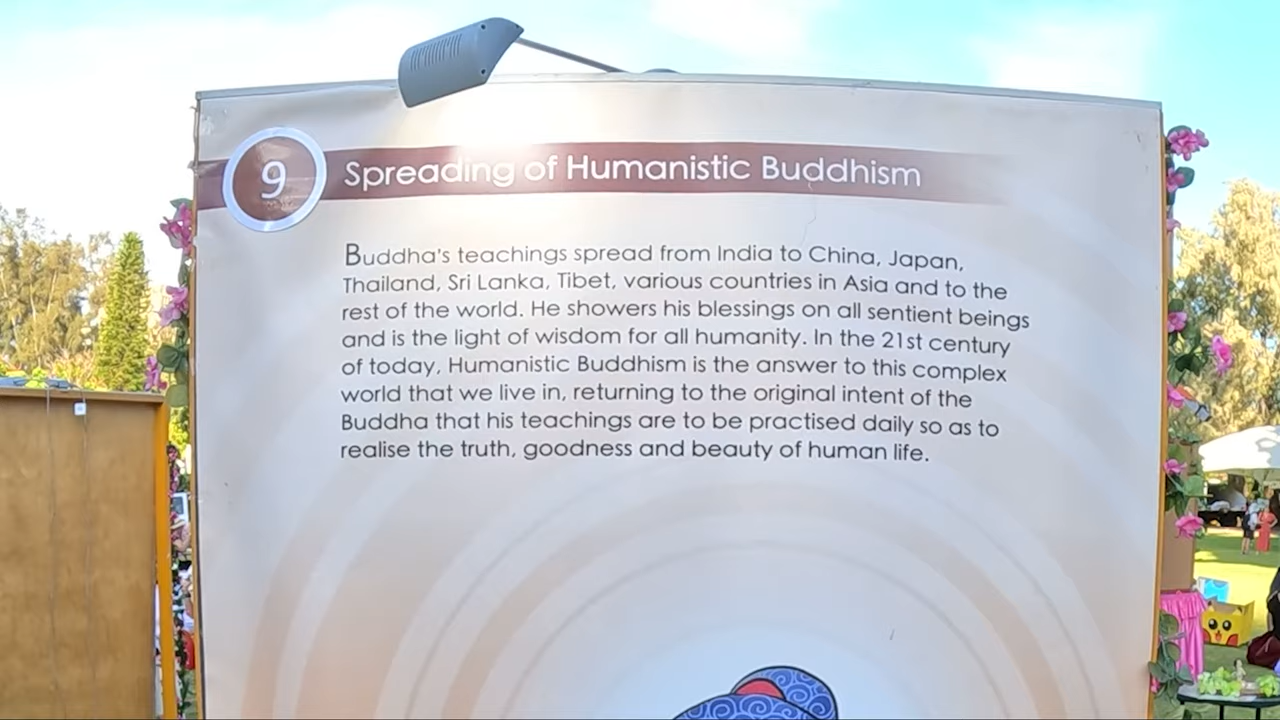 9
Spreading of Humanistic Buddhism
Buddha's teachings spread from India to China, Japan,
Thailand, Sri Lanka, Tibet, various countries in Asia and to the
rest of the world. He showers his blessings on all sentient beings
and is the light of wisdom for all humanity. In the 21st century
of today, Humanistic Buddhism is the answer to this complex
world that we live in, returning to the original intent of the
Buddha that his teachings are to be practised daily so as to
realise the truth, goodness and beauty of human life.